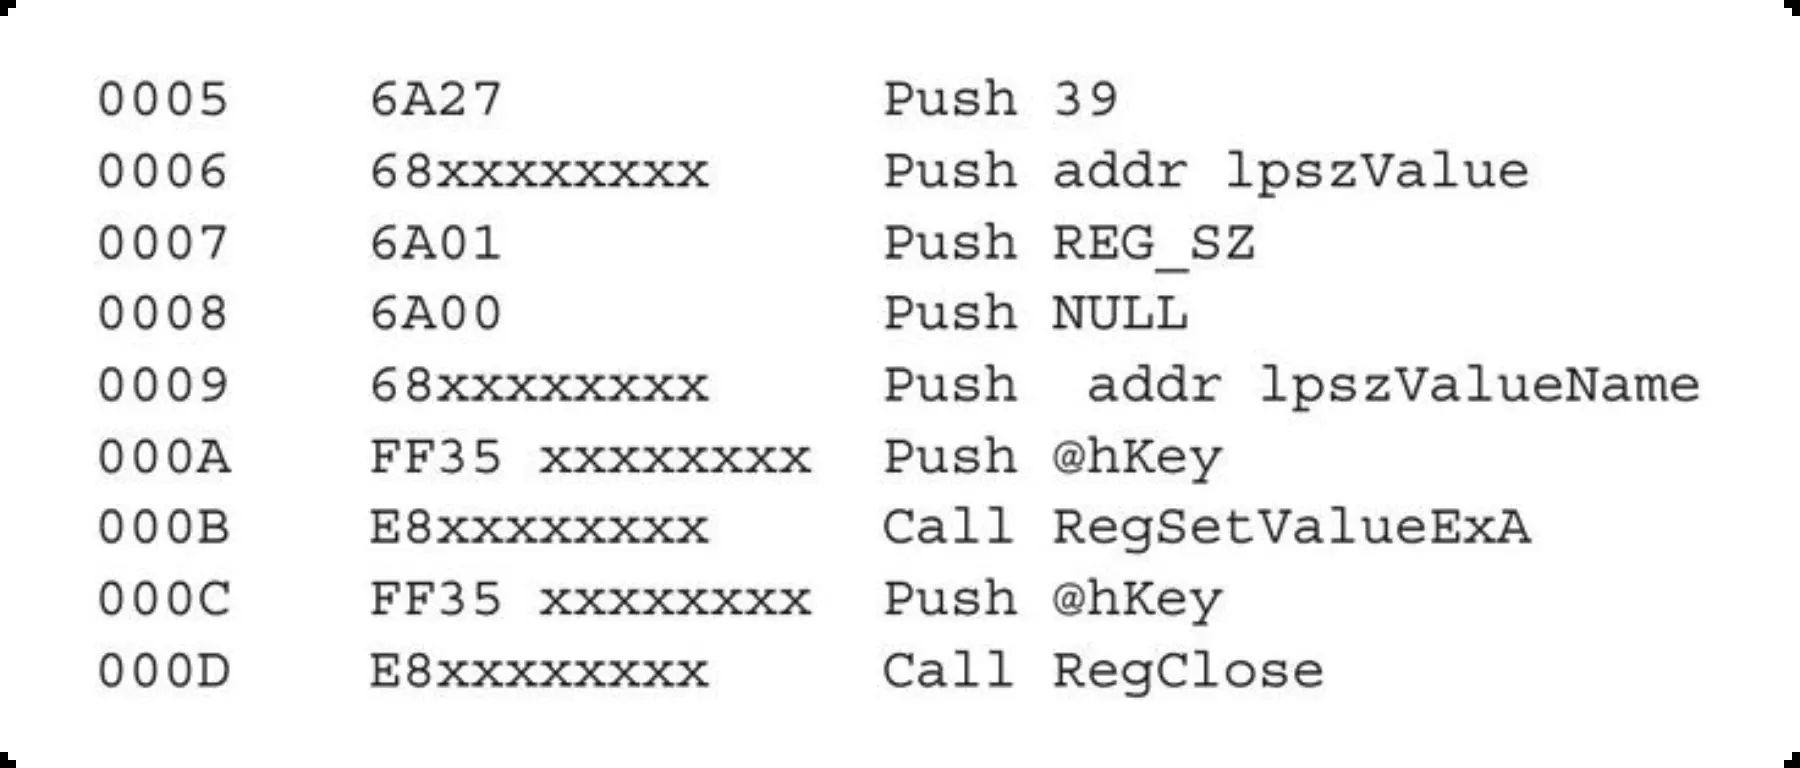 0005 6A27 Push 39
0006 68xxxxxxxx Push addr lpszValue
0007 6A01 Push REG_SZ
0008 6A00 Push NULL
0009 68xxxxxxxx Push addr lpszValueName
000A FF35 xxxxxxxx Push @hKey
000B E8xxxxxxxx Call RegSetValueExA
000C FF35 xxxxxxxx Push @hKey
000D E8xxxxxxxx Call RegClose